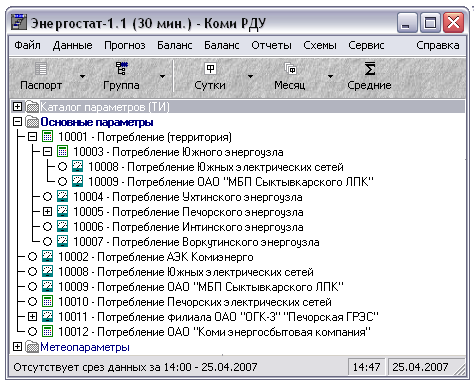 Энергостат-1.1 (30 мин.) - Коми РДУ
Файл Данные Прогноз Баланс Баланс Отчеты Схемы Сервис Справка
Паспорт Группа Сутки Месяц Средние
Каталог параметров (ТИ)
Основные параметры
10001 - Потребление (территория)
10003 - Потребление Южного энергоузла
10008 - Потребление Южных электрических сетей
10009 - Потребление ОАО "МБП Сыктывкарского ЛПК"
10004 - Потребление Ухтинского энергоузла
10005 - Потребление Печорского энергоузла
10006 - Потребление Интинского энергоузла
10007 - Потребление Воркутинского энергоузла
10002 - Потребление АЭК Комиэнерго
10008 - Потребление Южных электрических сетей
10009 - Потребление ОАО "МБП Сыктывкарского ЛПК"
10010 - Потребление Печорских электрических сетей
10011 - Потребление филиала ОАО "ОГК-3" "Печорская ГРЭС"
10012 - Потребление ОАО "Коми энергосбытовая компания"
Метеопараметры
Отсутствует срез данных за 14:00 - 25.04.2007 14:47 25.04.2007